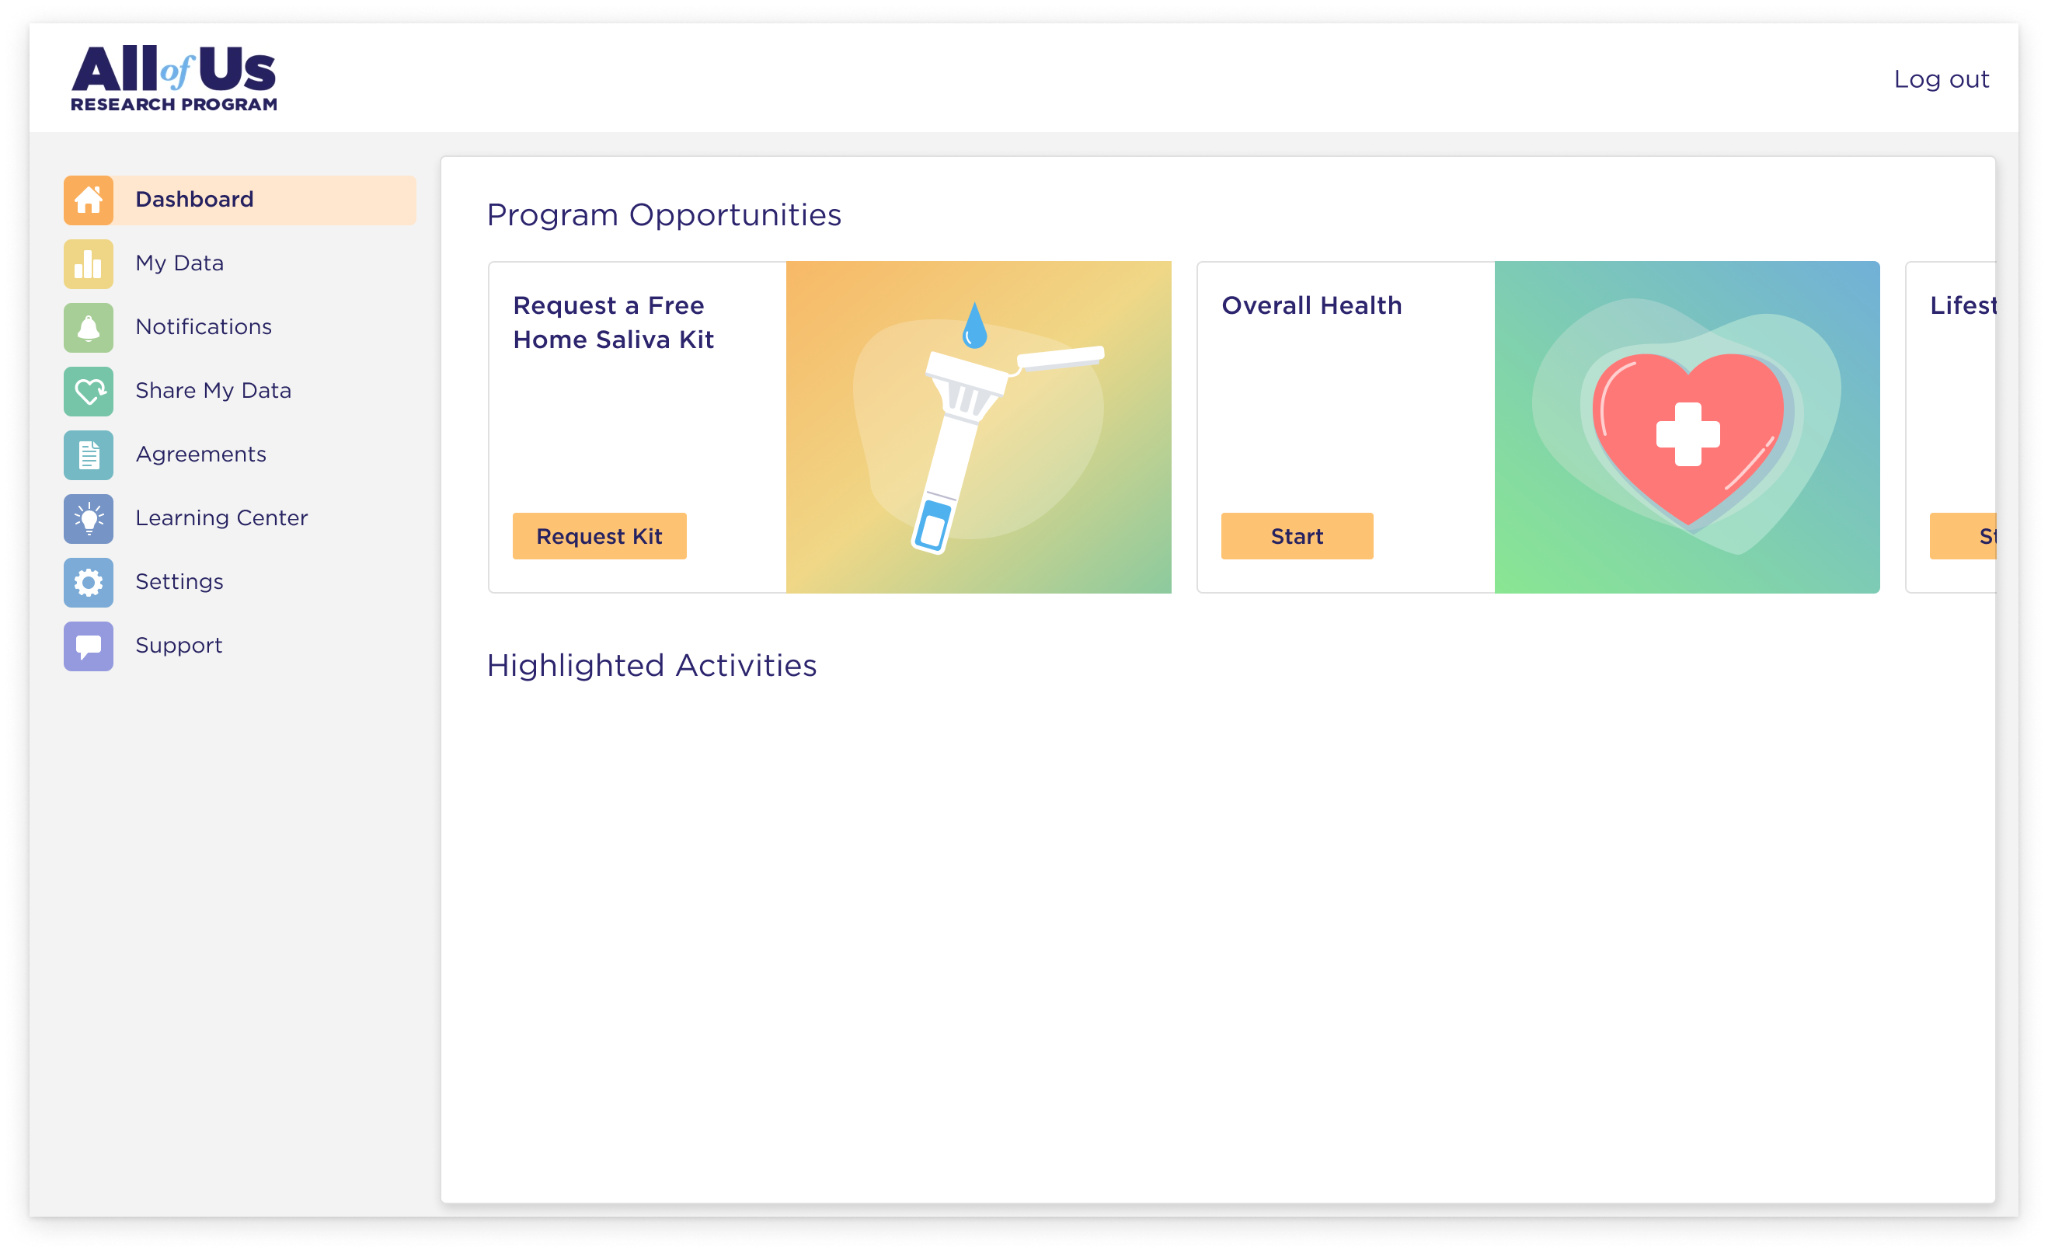 All of Us
RESEARCH PROGRAM
Log out
Dashboard
My Data
Notifications
Share My Data
Agreements
Learning Center
Settings
Support
Program Opportunities
Request a Free
Home Saliva Kit
Request Kit
Overall Health
Start
Highlighted Activities